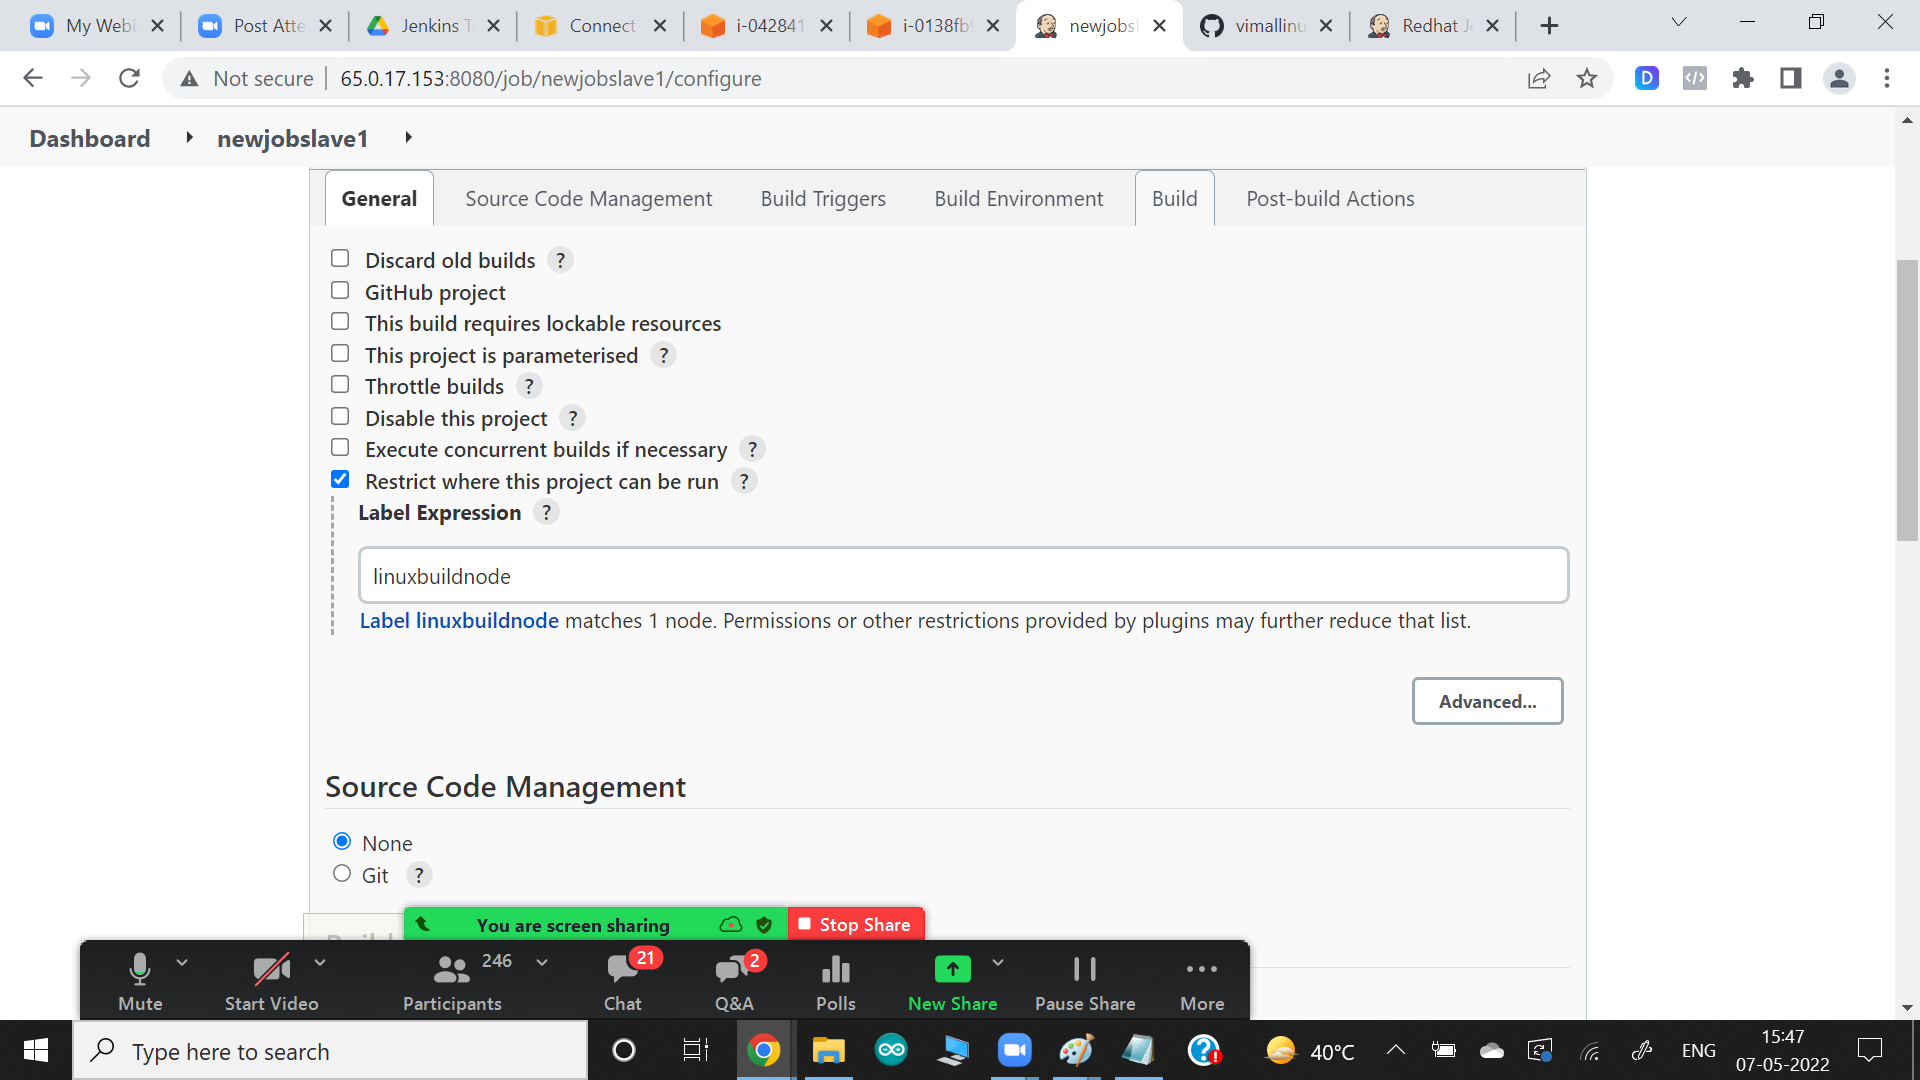 My Webi
Post Atte
Jenkins T
Connect
i-042841
i-0138fb9
newjobsl
vimallinu
Redhat Je
Not secure
65.0.17.153:8080/job/newjobslave1/configure
Dashboard
newjobslave1
General
Source Code Management
Build Triggers
Build Environment
Build
Post-build Actions
Discard old builds ?
GitHub project
This build requires lockable resources
This project is parameterised ?
Throttle builds ?
Disable this project ?
Execute concurrent builds if necessary ?
Restrict where this project can be run ?
Label Expression ?
linuxbuildnode
Label linuxbuildnode matches 1 node. Permissions or other restrictions provided by plugins may further reduce that list.
Advanced...
Source Code Management
None
Git ?
You are screen sharing
Stop Share
246
21
2
Mute
Start Video
Participants
Chat
Q&A
Polls
New Share
Pause Share
More
Type here to search
40°C
ENG
15:47
07-05-2022